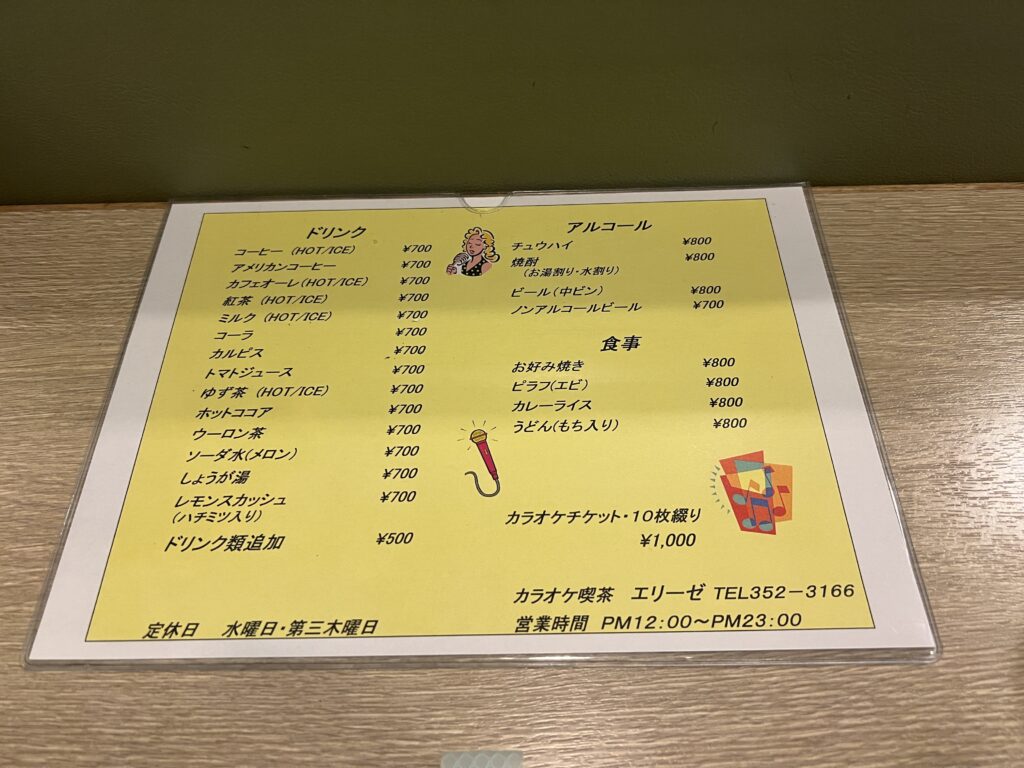 ドリンク
コーヒー (HOT/ICE) ¥700
アメリカンコーヒー ¥700
カフェオーレ(HOT/ICE) ¥700
紅茶 (HOT/ICE) ¥700
ミルク (HOT/ICE) ¥700
コーラ ¥700
カルピス ¥700
トマトジュース ¥700
ゆず茶 (HOT/ICE) ¥700
ホットココア ¥700
ウーロン茶 ¥700
ソーダ水(メロン) ¥700
しょうが湯 ¥700
レモンスカッシュ ¥700
(ハチミツ入り)
ドリンク類追加 ¥500
定休日 水曜日・第三木曜日
アルコール
チュウハイ ¥800
焼酎 ¥800
(お湯割り・水割り)
ビール(中ビン) ¥800
ノンアルコールビール ¥700
食事
お好み焼き ¥800
ピラフ(エビ) ¥800
カレーライス ¥800
うどん(もち入り) ¥800
カラオケチケット・10枚綴り
¥1,000
カラオケ喫茶 エリーゼ TEL352-3166
営業時間 PM12:00~PM23:00